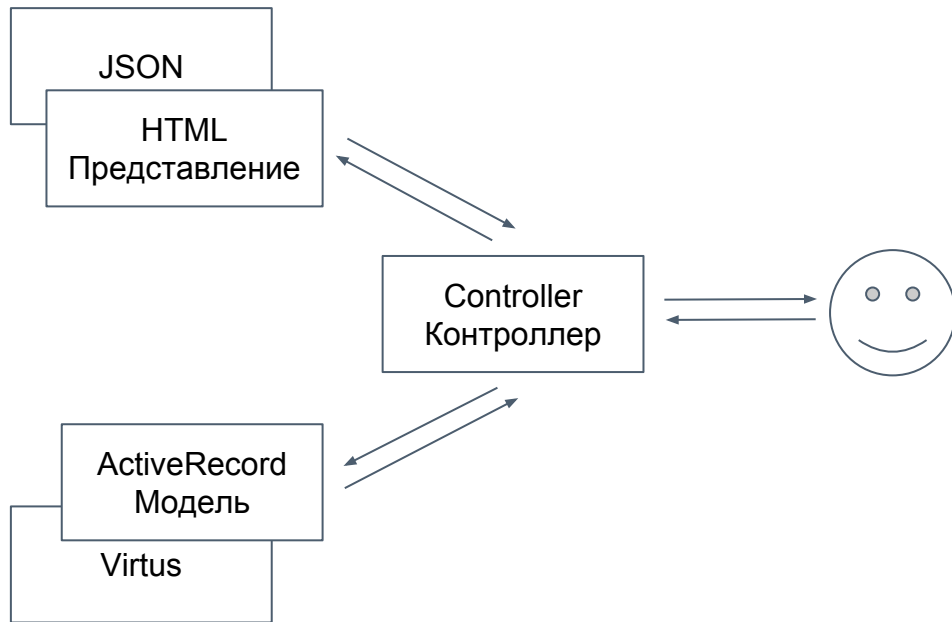 JSON
HTML
Представление
Controller
Контроллер
ActiveRecord
Модель
Virtus